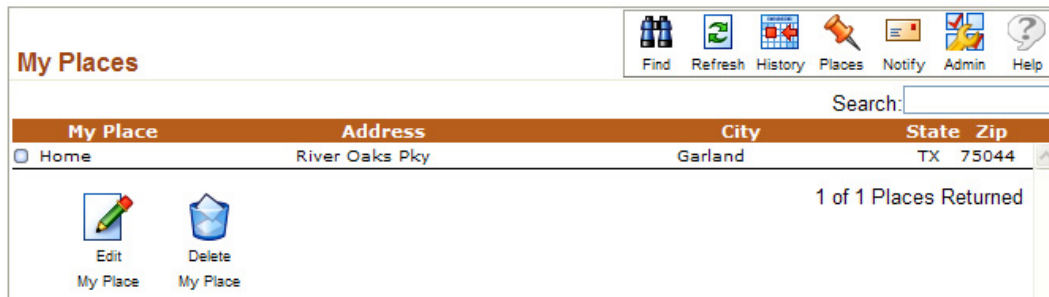 My Places
Find Refresh History Places Notify Admin Help
Search:
My Place Address City State Zip
Home River Oaks Pky Garland TX 75044
1 of 1 Places Returned
Edit My Place
Delete My Place